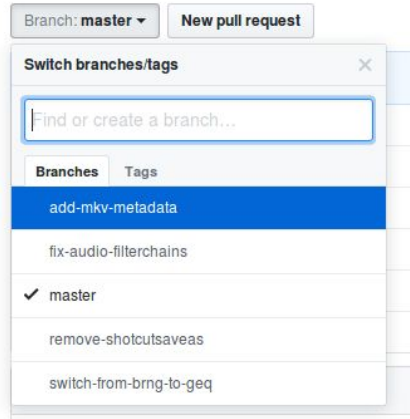 Branch: master New pull request
Switch branches/tags
Find or create a branch...
Branches Tags
add-mkv-metadata
fix-audio-filterchains
master
remove-shotcutsaveas
switch-from-brng-to-geq